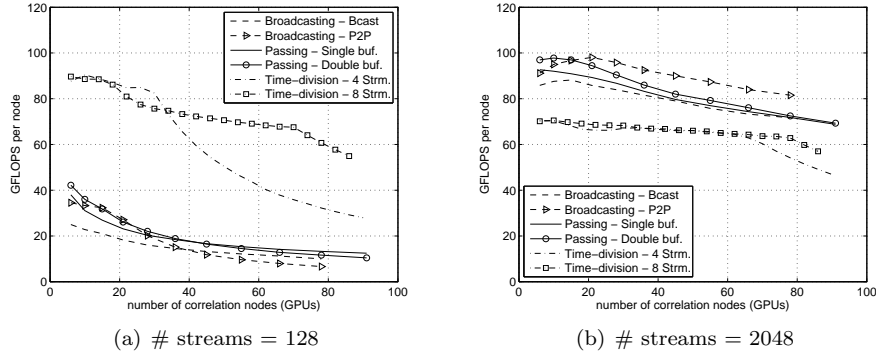 120
100
80
60
40
20
0
GFLOPS per node
Broadcasting − Bcast
Broadcasting − P2P
Passing − Single buf.
Passing − Double buf.
Time−division − 4 Strm.
Time−division − 8 Strm.
0 20 40 60 80 100
number of correlation nodes (GPUs)
(a) # streams = 128
120
100
80
60
40
20
0
GFLOPS per node
Broadcasting − Bcast
Broadcasting − P2P
Passing − Single buf.
Passing − Double buf.
Time−division − 4 Strm.
Time−division − 8 Strm.
0 20 40 60 80 100
number of correlation nodes (GPUs)
(b) # streams = 2048